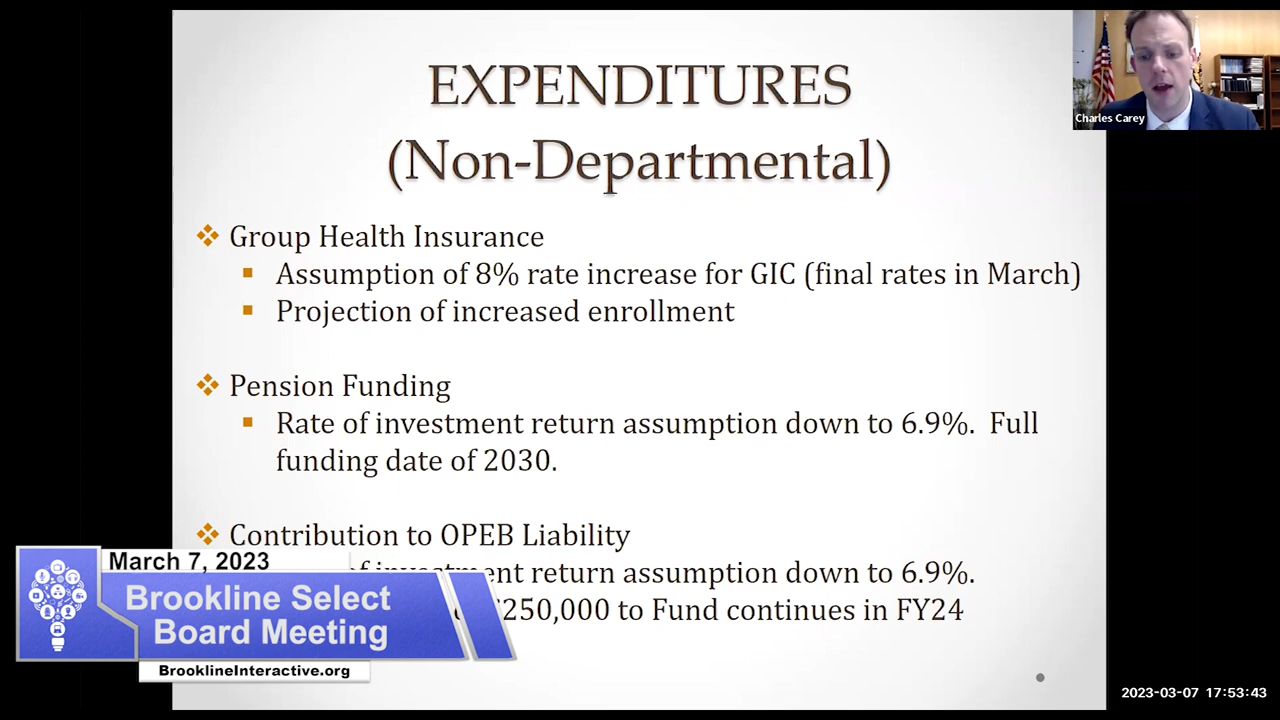 EXPENDITURES
(Non-Departmental)
Charles Carey
Group Health Insurance
Assumption of 8% rate increase for GIC (final rates in March)
Projection of increased enrollment
Pension Funding
Rate of investment return assumption down to 6.9%. Full
funding date of 2030.
Contribution to OPEB Liability
investment return assumption down to 6.9%.
$250,000 to Fund continues in FY24
March 7, 2023
Brookline Select
Board Meeting
BrooklineInteractive.org
2023-03-07 17:53:43